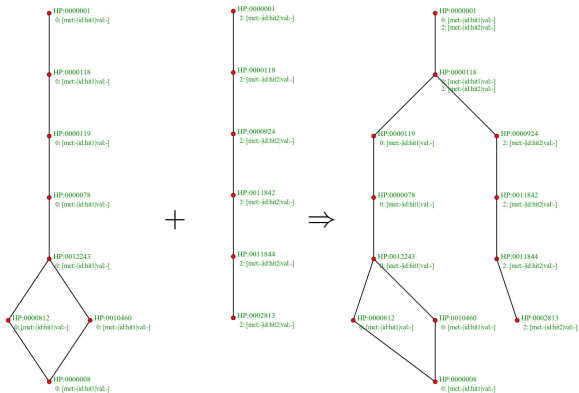 HP:0000001
0: [met:-|id:hit1|val:-]
HP:0000118
0: [met:-|id:hit1|val:-]
HP:0000119
0: [met:-|id:hit1|val:-]
HP:0000078
0: [met:-|id:hit1|val:-]
HP:0012243
0: [met:-|id:hit1|val:-]
HP:0000812
0: [met:-|id:hit1|val:-]
HP:0010460
0: [met:-|id:hit1|val:-]
HP:0000008
0: [met:-|id:hit1|val:-]
+
HP:0000001
2: [met:-|id:hit2|val:-]
HP:0000118
2: [met:-|id:hit2|val:-]
HP:0000924
2: [met:-|id:hit2|val:-]
HP:0011842
2: [met:-|id:hit2|val:-]
HP:0011844
2: [met:-|id:hit2|val:-]
HP:0002813
2: [met:-|id:hit2|val:-]
⇒
HP:0000001
0: [met:-|id:hit1|val:-]
2: [met:-|id:hit2|val:-]
HP:0000118
0: [met:-|id:hit1|val:-]
2: [met:-|id:hit2|val:-]
HP:0000119
0: [met:-|id:hit1|val:-]
HP:0000924
2: [met:-|id:hit2|val:-]
HP:0000078
0: [met:-|id:hit1|val:-]
HP:0011842
2: [met:-|id:hit2|val:-]
HP:0012243
0: [met:-|id:hit1|val:-]
HP:0011844
2: [met:-|id:hit2|val:-]
HP:0000812
0: [met:-|id:hit1|val:-]
HP:0010460
0: [met:-|id:hit1|val:-]
HP:0002813
2: [met:-|id:hit2|val:-]
HP:0000008
0: [met:-|id:hit1|val:-]